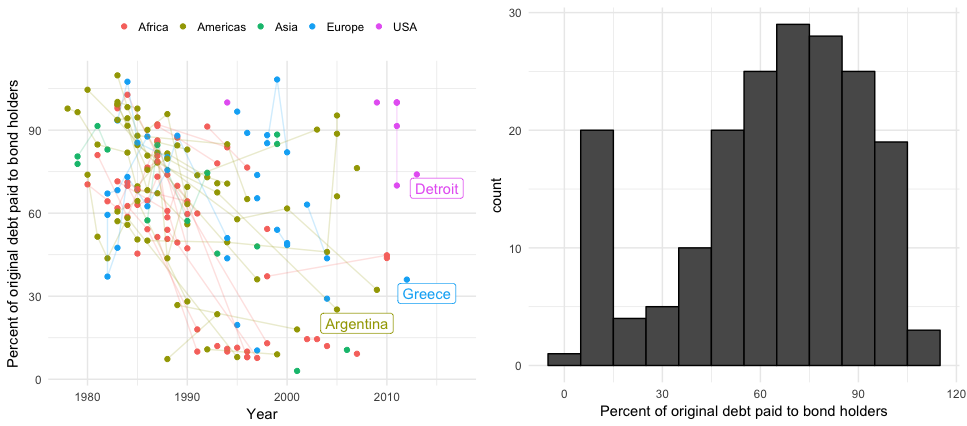 Africa Americas Asia Europe USA
Percent of original debt paid to bond holders
90
60
30
0
1980 1990 2000 2010
Year
Detroit
Greece
Argentina
count
30
20
10
0
0 30 60 90 120
Percent of original debt paid to bond holders